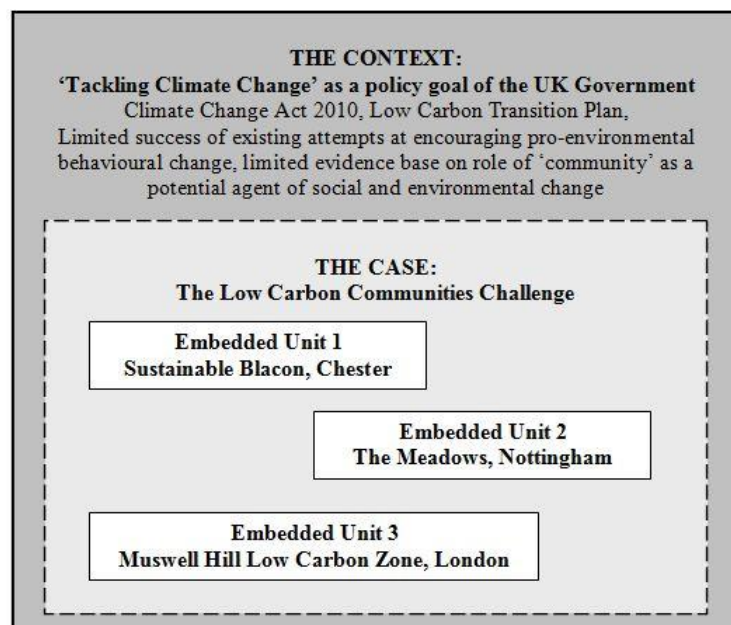 THE CONTEXT:
‘Tackling Climate Change’ as a policy goal of the UK Government
Climate Change Act 2010, Low Carbon Transition Plan,
Limited success of existing attempts at encouraging pro-environmental
behavioural change, limited evidence base on role of ‘community’ as a
potential agent of social and environmental change
THE CASE:
The Low Carbon Communities Challenge
Embedded Unit 1
Sustainable Blacon, Chester
Embedded Unit 2
The Meadows, Nottingham
Embedded Unit 3
Muswell Hill Low Carbon Zone, London